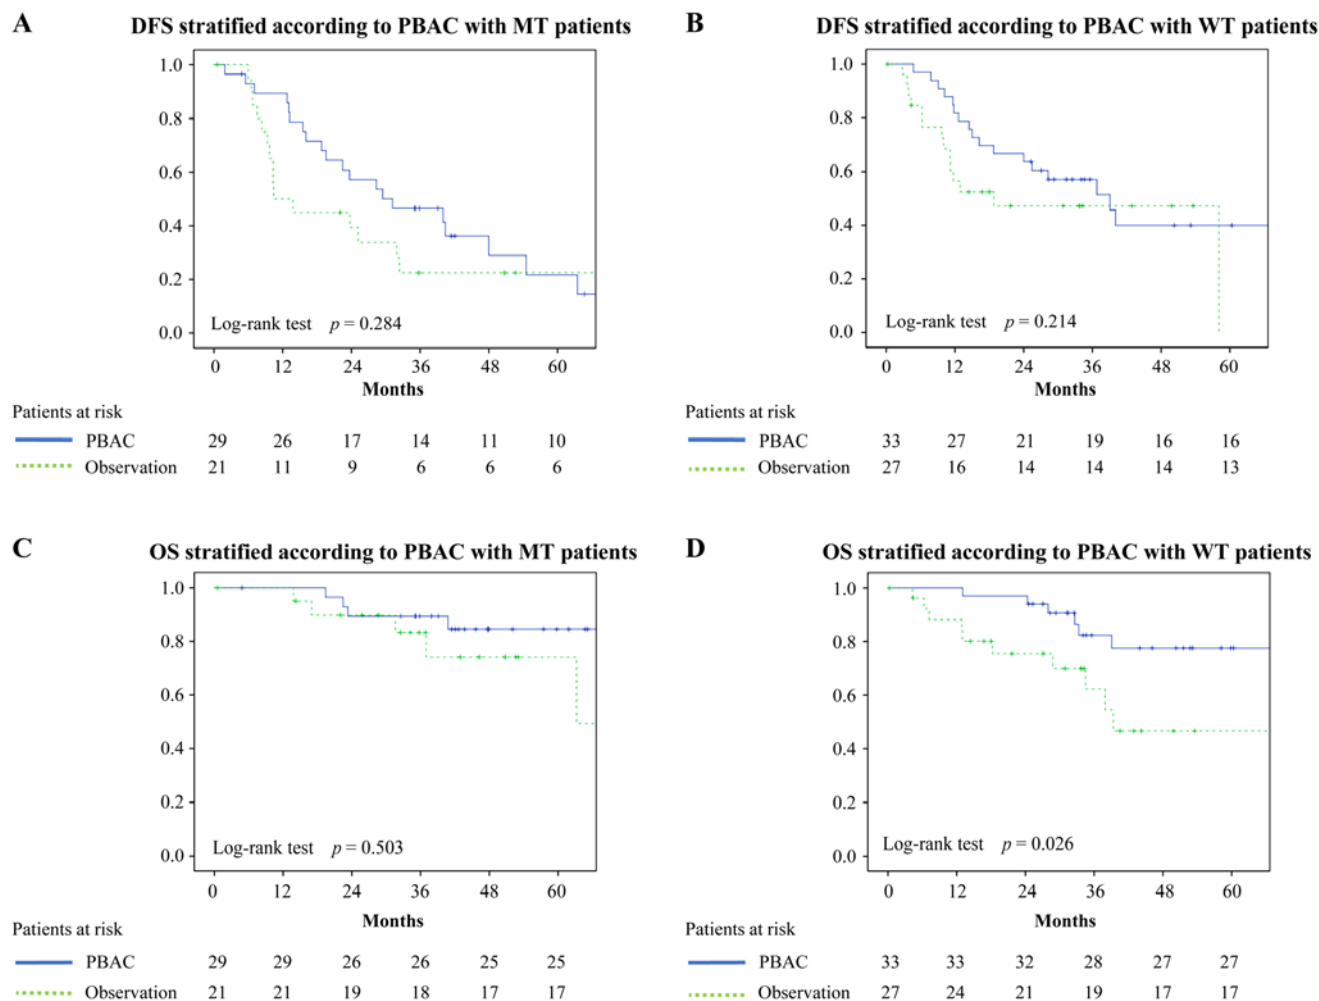 A
DFS stratified according to PBAC with MT patients
1.0
0.8
0.6
0.4
0.2
0.0
Log-rank test p = 0.284
0 12 24 36 48 60
Months
Patients at risk
PBAC 29 26 17 14 11 10
Observation 21 11 9 6 6 6
B
DFS stratified according to PBAC with WT patients
1.0
0.8
0.6
0.4
0.2
0.0
Log-rank test p = 0.214
0 12 24 36 48 60
Months
Patients at risk
PBAC 33 27 21 19 16 16
Observation 27 16 14 14 14 13
C
OS stratified according to PBAC with MT patients
1.0
0.8
0.6
0.4
0.2
0.0
Log-rank test p = 0.503
0 12 24 36 48 60
Months
Patients at risk
PBAC 29 29 26 26 25 25
Observation 21 21 19 18 17 17
D
OS stratified according to PBAC with WT patients
1.0
0.8
0.6
0.4
0.2
0.0
Log-rank test p = 0.026
0 12 24 36 48 60
Months
Patients at risk
PBAC 33 33 32 28 27 27
Observation 27 24 21 19 17 17